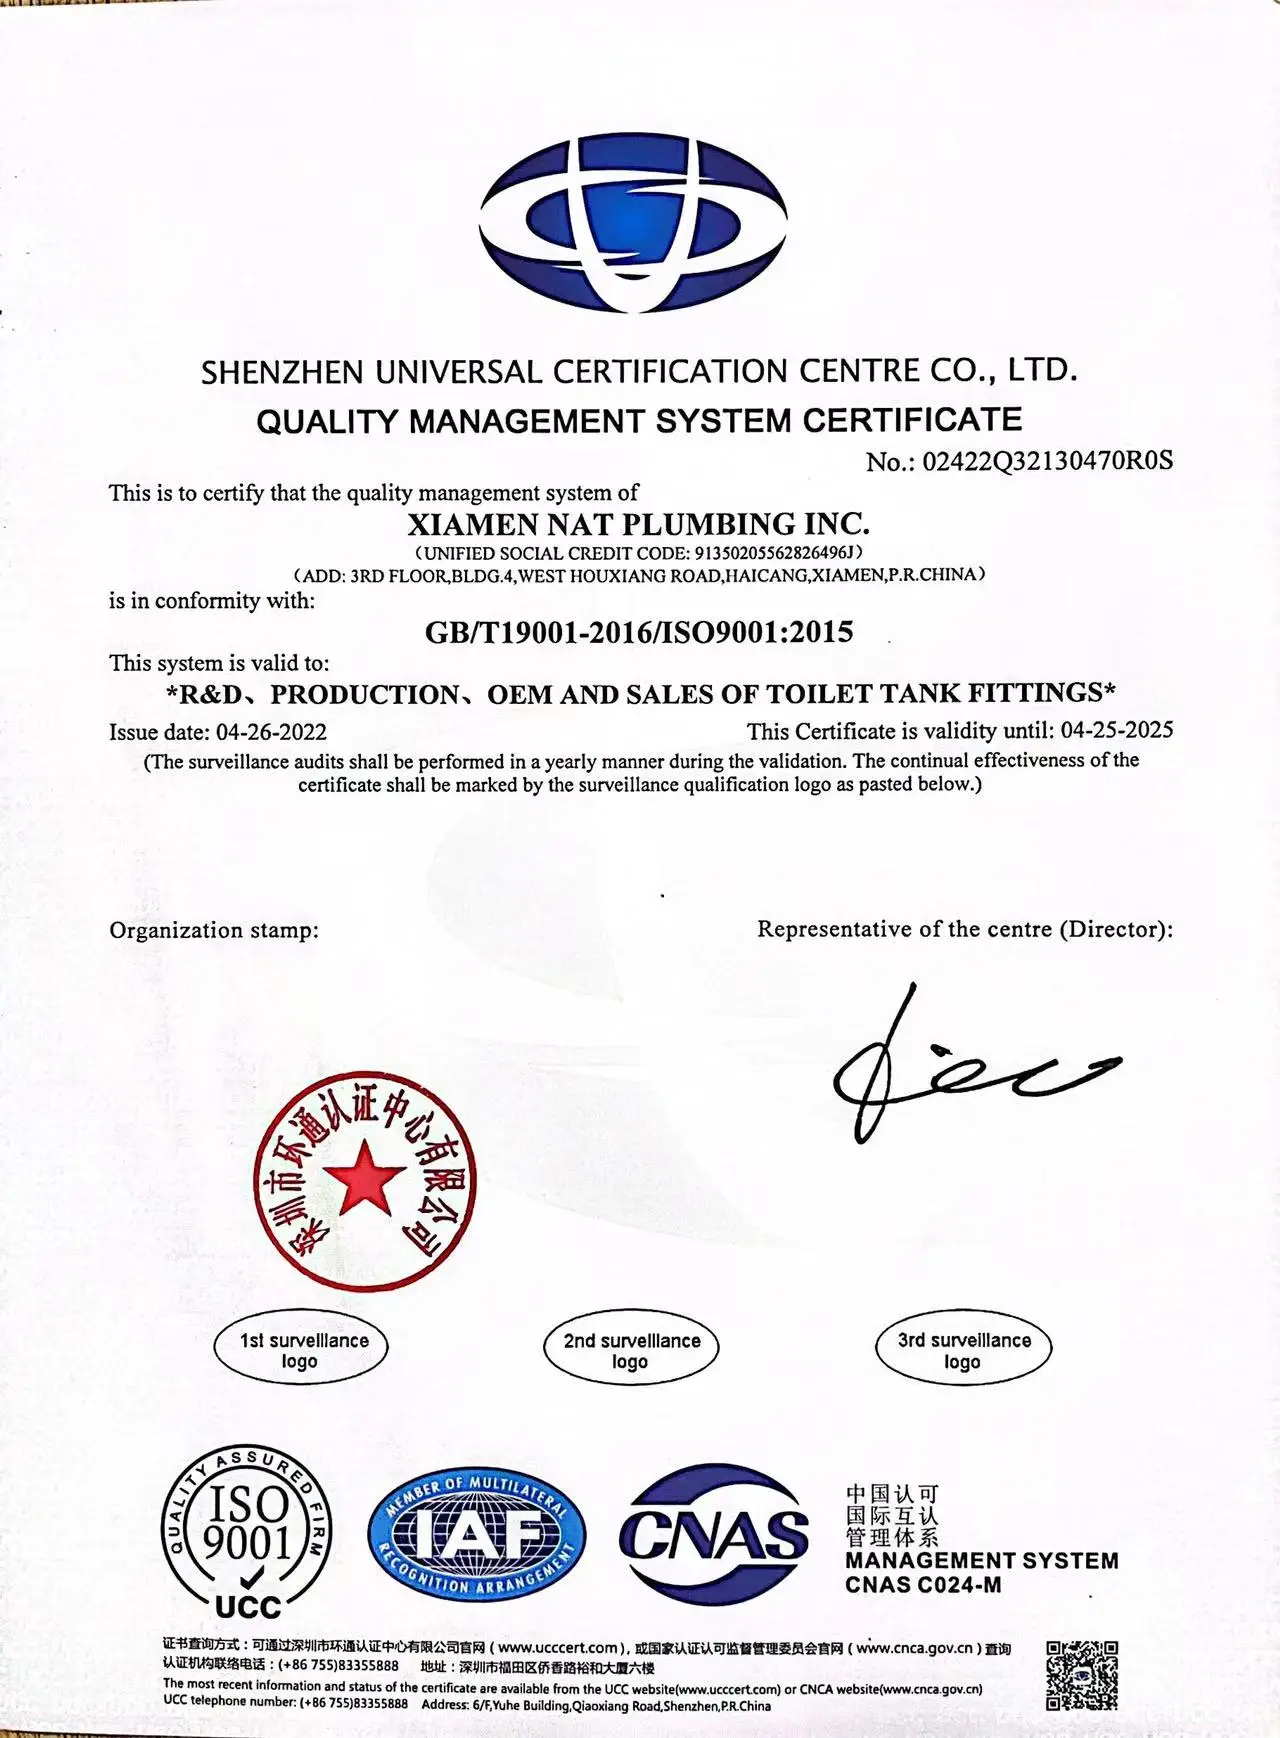 SHENZHEN UNIVERSAL CERTIFICATION CENTRE CO., LTD.
QUALITY MANAGEMENT SYSTEM CERTIFICATE
No.: 02422Q32130470R0S
This is to certify that the quality management system of
XIAMEN NAT PLUMBING INC.
（UNIFIED SOCIAL CREDIT CODE: 91350205562826496J）
（ADD: 3RD FLOOR,BLDG.4,WEST HOUXIANG ROAD,HAICANG,XIAMEN,P.R.CHINA）
is in conformity with:
GB/T19001-2016/ISO9001:2015
This system is valid to:
*R&D、PRODUCTION、OEM AND SALES OF TOILET TANK FITTINGS*
Issue date: 04-26-2022
This Certificate is validity until: 04-25-2025
(The surveillance audits shall be performed in a yearly manner during the validation. The continual effectiveness of the
certificate shall be marked by the surveillance qualification logo as pasted below.)
Organization stamp:
Representative of the centre (Director):
深圳市环通认证中心有限公司
1st surveillance
logo
2nd surveillance
logo
3rd surveillance
logo
QUALITY ASSURED FIRM
ISO
9001
UCC
MEMBER OF MULTILATERAL
IAF
RECOGNITION ARRANGEMENT
CNAS
中国认可
国际互认
管理体系
MANAGEMENT SYSTEM
CNAS C024-M
证书查询方式：可通过深圳市环通认证中心有限公司官网（www.ucccert.com），或国家认证认可监督管理委员会官网（www.cnca.gov.cn）查询
认证机构联络电话：(+86 755)83355888 地址：深圳市福田区侨香路裕和大厦六楼
The most recent information and status of the certificate are available from the UCC website(www.ucccert.com) or CNCA website(www.cnca.gov.cn)
UCC telephone number: (+86 755)83355888 Address: 6/F,Yuhe Building,Qiaoxiang Road,Shenzhen,P.R.China